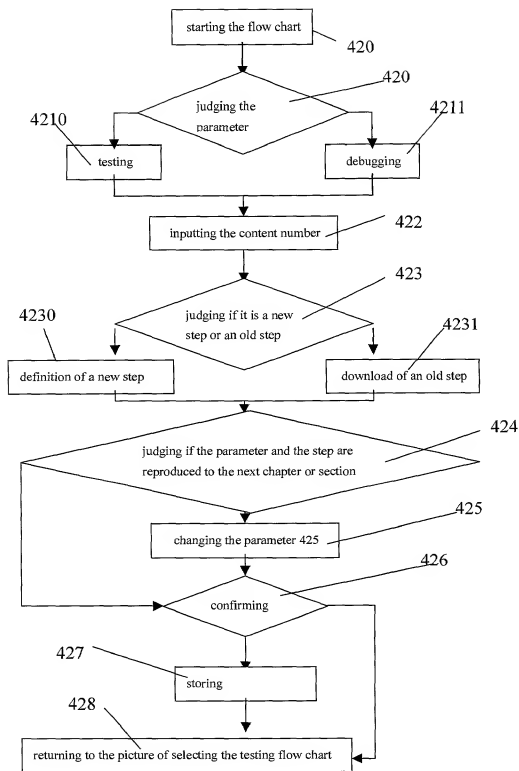 starting the flow chart
420
judging the
parameter
420
4210
4211
testing
debugging
inputting the content number
422
423
judging if it is a new
step or an old step
4230
4231
definition of a new step
download of an old step
judging if the parameter and the step are
reproduced to the next chapter or section
424
changing the parameter 425
425
426
confirming
427
storing
428
returning to the picture of selecting the testing flow chart